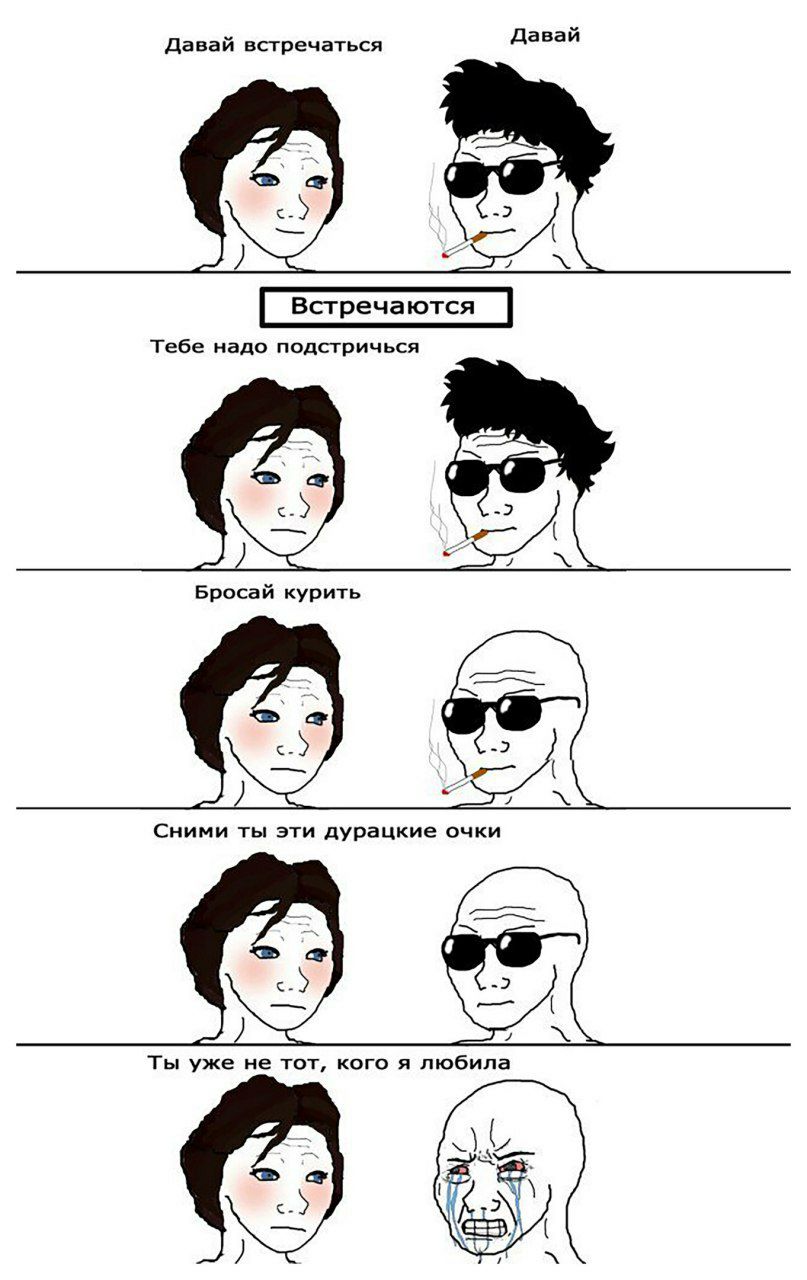 Давай встречаться
Давай
Встречаются
Тебе надо подстричься
Бросай курить
Сними ты эти дурацкие очки
Ты уже не тот, кого я любила